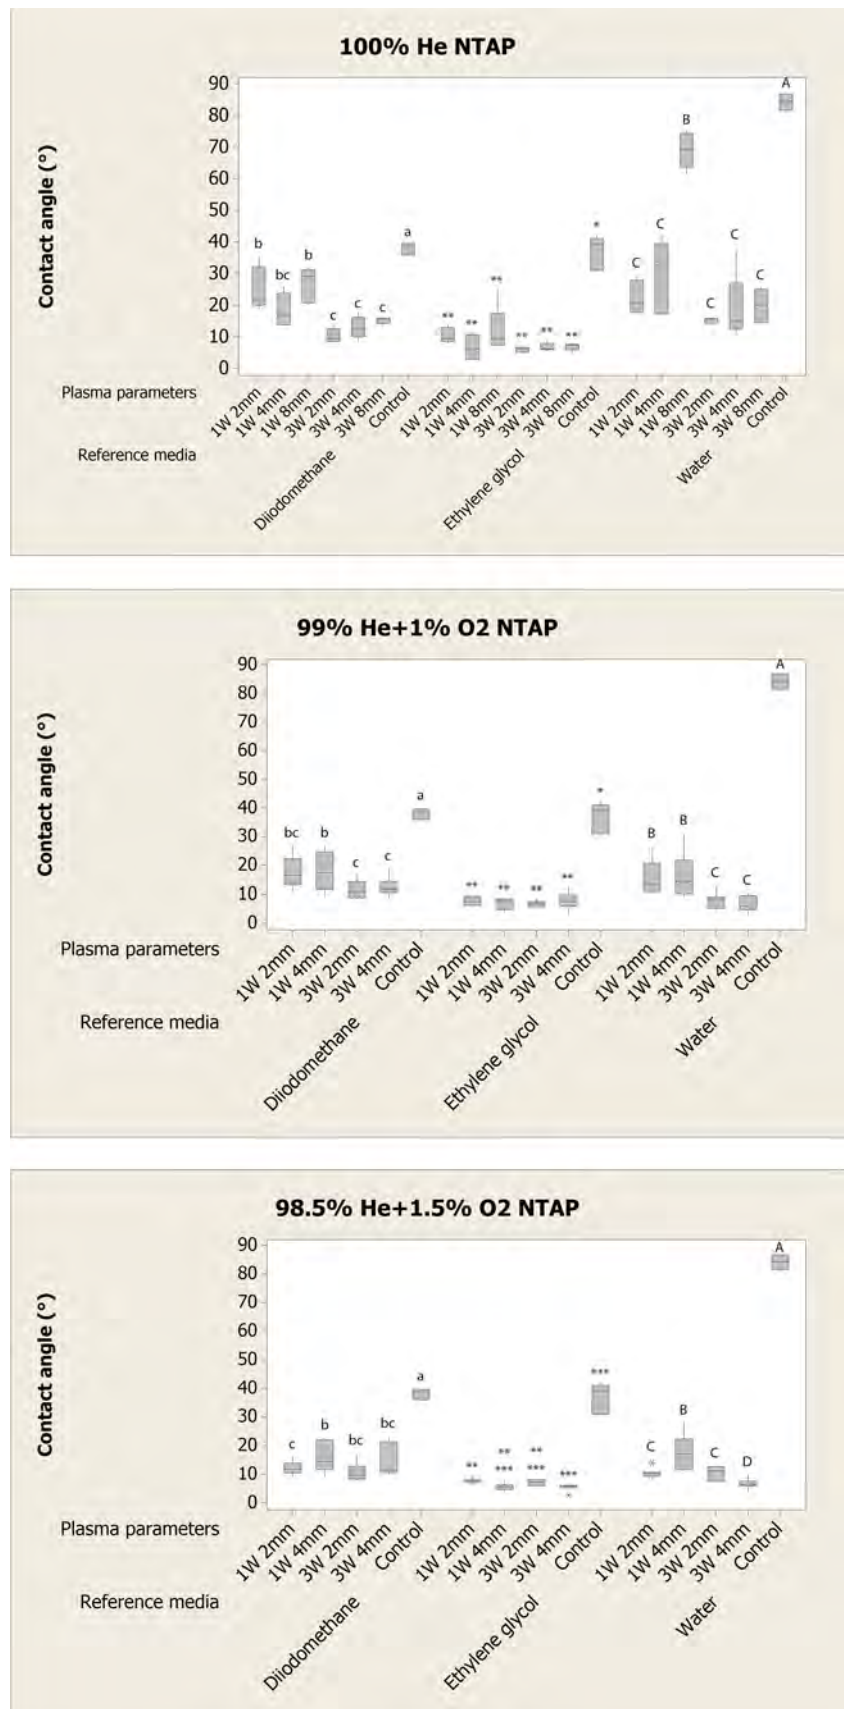 100% He NTAP
Contact angle (°)
90
80
70
60
50
40
30
20
10
0
b
bc
b
c
c
c
a
**
**
**
**
**
**
*
C
C
B
C
C
C
A
Plasma parameters
1W 2mm
1W 4mm
1W 8mm
3W 2mm
3W 4mm
3W 8mm
Control
1W 2mm
1W 4mm
1W 8mm
3W 2mm
3W 4mm
3W 8mm
Control
1W 2mm
1W 4mm
1W 8mm
3W 2mm
3W 4mm
3W 8mm
Control
Reference media
Diiodomethane
Ethylene glycol
Water
99% He+1% O2 NTAP
Contact angle (°)
90
80
70
60
50
40
30
20
10
0
bc
b
c
c
a
**
**
**
**
*
B
B
C
C
A
Plasma parameters
1W 2mm
1W 4mm
3W 2mm
3W 4mm
Control
1W 2mm
1W 4mm
3W 2mm
3W 4mm
Control
1W 2mm
1W 4mm
3W 2mm
3W 4mm
Control
Reference media
Diiodomethane
Ethylene glycol
Water
98.5% He+1.5% O2 NTAP
Contact angle (°)
90
80
70
60
50
40
30
20
10
0
c
b
bc
bc
a
**
**
***
**
***
***
***
C
B
C
D
A
Plasma parameters
1W 2mm
1W 4mm
3W 2mm
3W 4mm
Control
1W 2mm
1W 4mm
3W 2mm
3W 4mm
Control
1W 2mm
1W 4mm
3W 2mm
3W 4mm
Control
Reference media
Diiodomethane
Ethylene glycol
Water